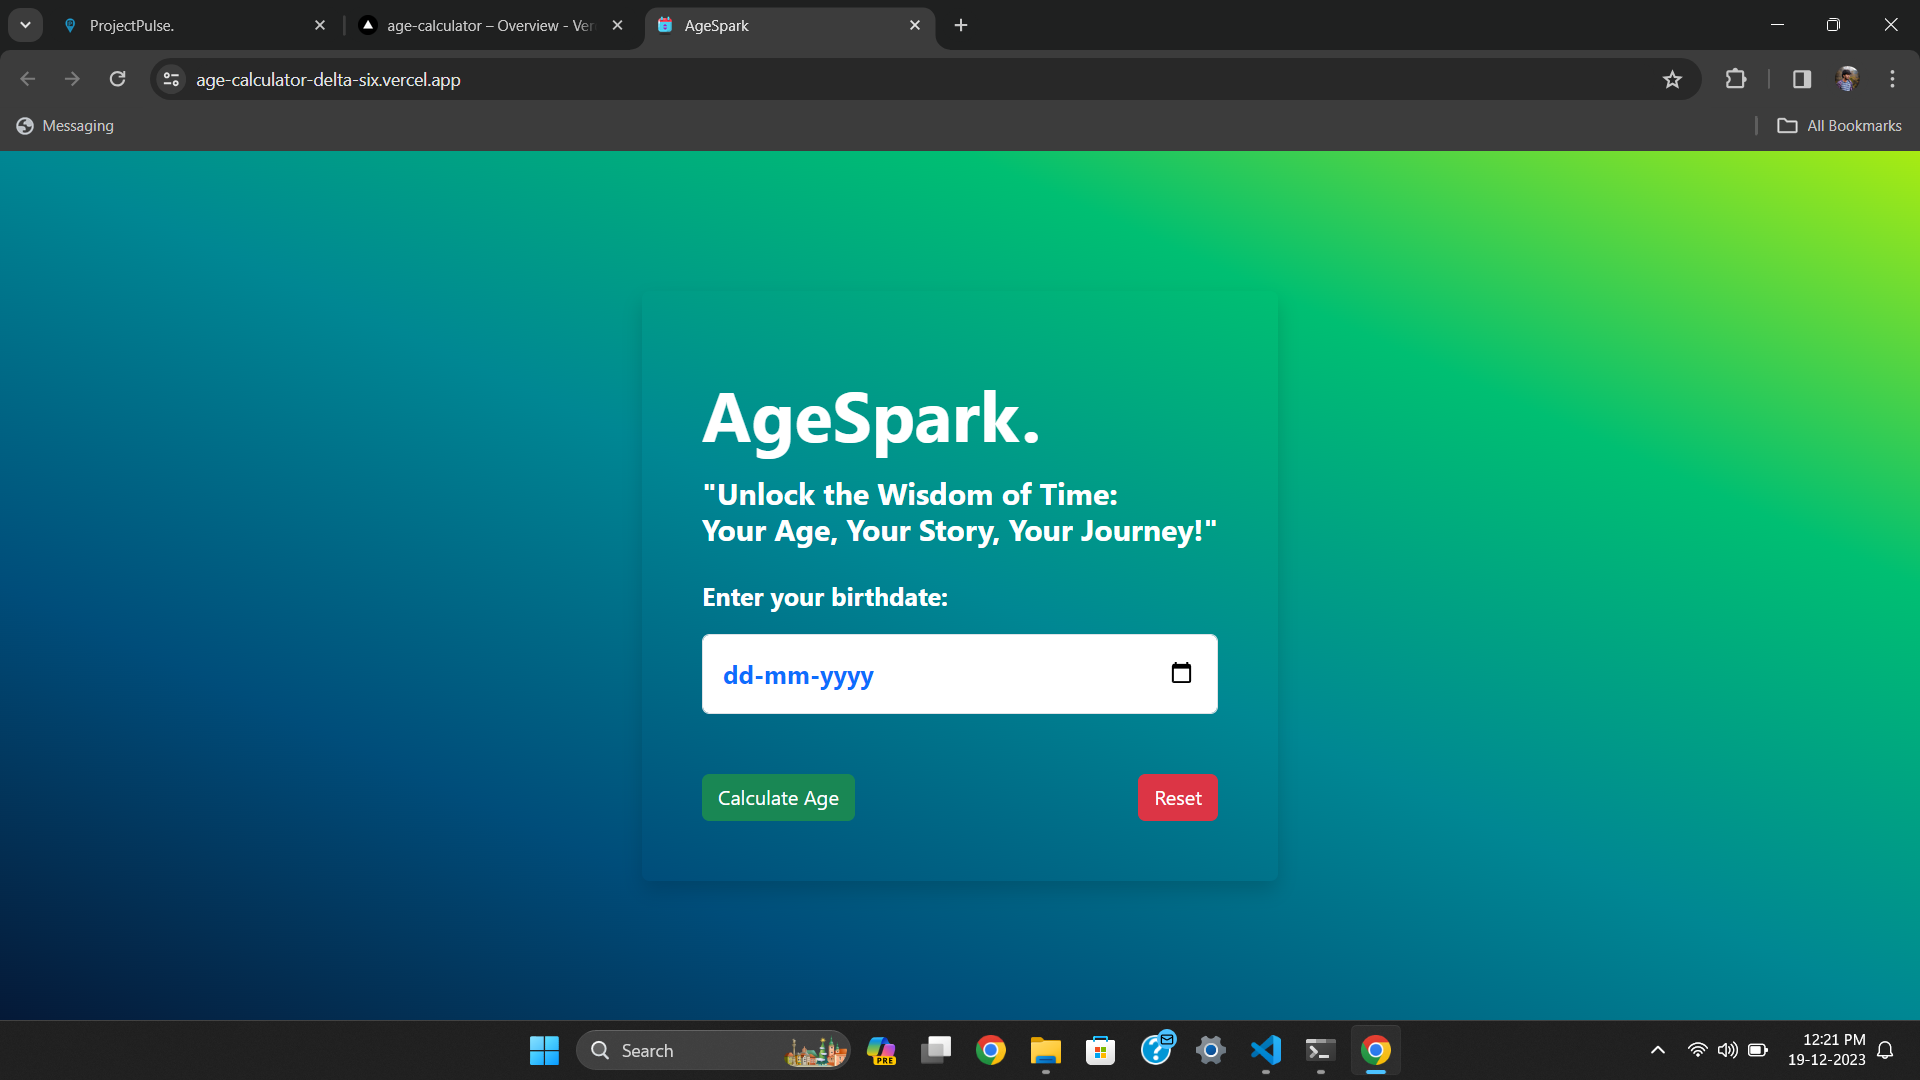 ProjectPulse.
age-calculator – Overview - Ver
AgeSpark
age-calculator-delta-six.vercel.app
Messaging
All Bookmarks
AgeSpark.
"Unlock the Wisdom of Time:
Your Age, Your Story, Your Journey!"
Enter your birthdate:
dd-mm-yyyy
Calculate Age
Reset
Search
PRE
12:21 PM
19-12-2023